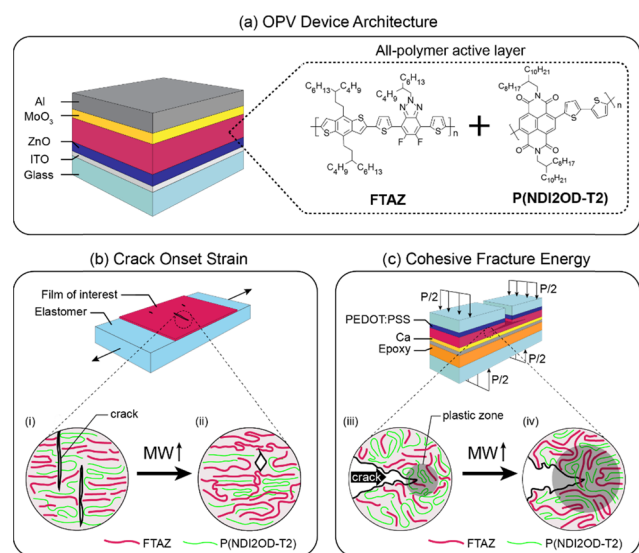 (a) OPV Device Architecture
All-polymer active layer
Al
MoO3
ZnO
ITO
Glass
C6H13
C4H9
C6H13
C4H9
N
N
N
S
S
S
S
F
F
n
C4H9
C6H13
FTAZ
+
C10H21
C8H17
O
N
O
S
S
n
O
N
O
C8H17
C10H21
P(NDI2OD-T2)
(b) Crack Onset Strain
Film of interest
Elastomer
(i)
crack
MW↑
(ii)
FTAZ
P(NDI2OD-T2)
(c) Cohesive Fracture Energy
P/2
P/2
PEDOT:PSS
Ca
Epoxy
P/2
P/2
(iii)
plastic zone
(iv)
crack
MW↑
FTAZ
P(NDI2OD-T2)